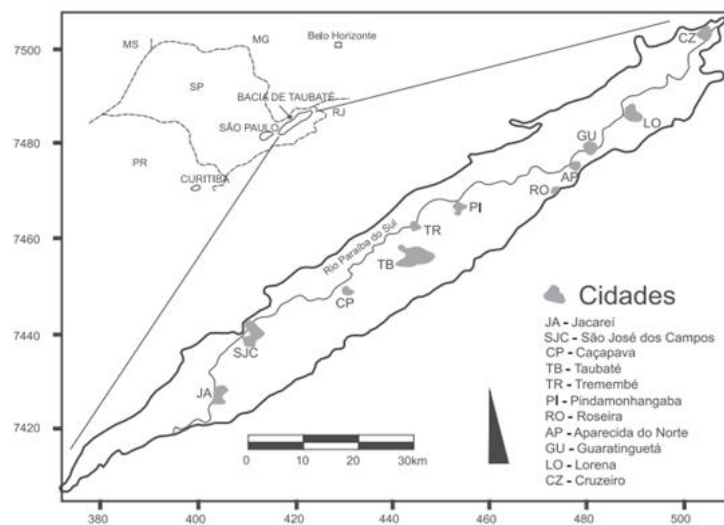 7500
7480
7460
7440
7420
380
400
420
440
460
480
500
MS
MG
Belo Horizonte
SP
BACIA DE TAUBATÉ
RJ
SÃO PAULO
PR
CURITIBA
CZ
LO
GU
AP
RO
PI
TR
Rio Paraíba do Sul
TB
CP
SJC
JA
0 10 20 30km
Cidades
JA - Jacareí
SJC - São José dos Campos
CP - Caçapava
TB - Taubaté
TR - Tremembé
PI - Pindamonhangaba
RO - Roseira
AP - Aparecida do Norte
GU - Guaratinguetá
LO - Lorena
CZ - Cruzeiro